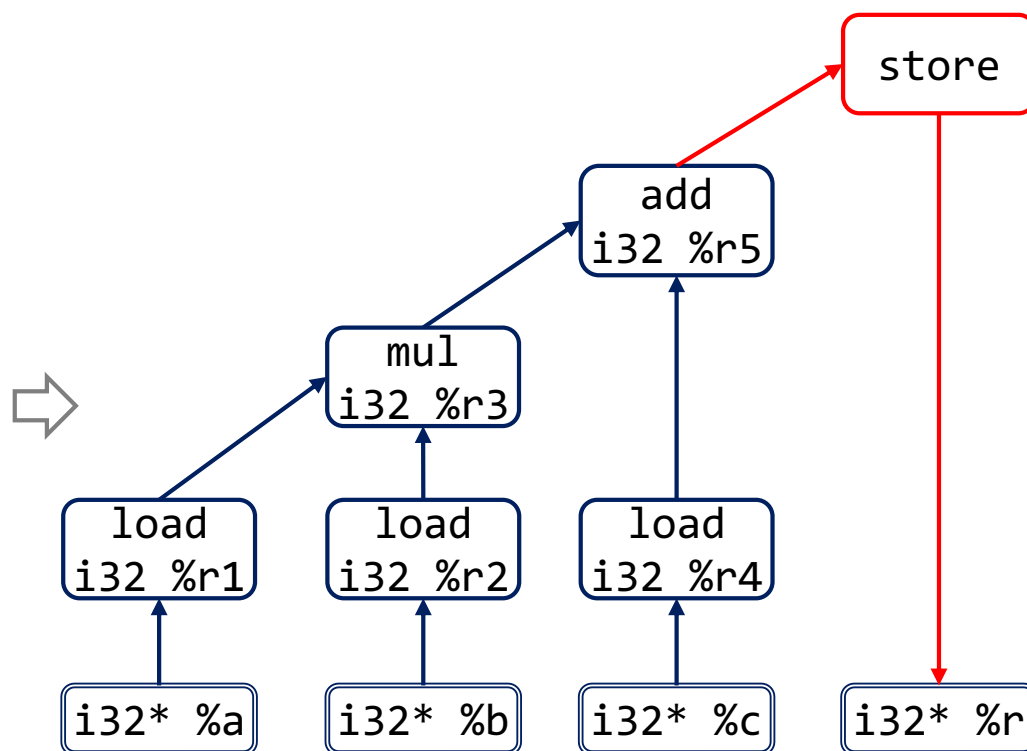 store
add
i32 %r5
mul
i32 %r3
load
i32 %r1
load
i32 %r2
load
i32 %r4
i32* %a
i32* %b
i32* %c
i32* %r